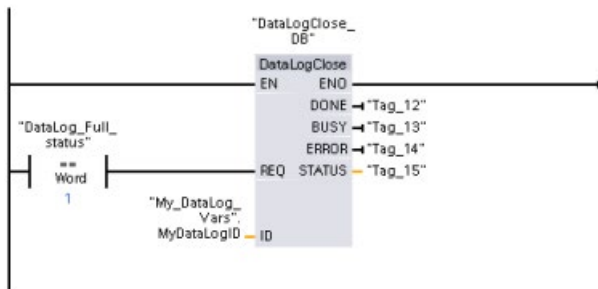 "DataLogClose_
DB"
DataLogClose
EN ENO
DONE "Tag_12"
BUSY "Tag_13"
ERROR "Tag_14"
"DataLog_Full_
status"
==
Word
1
REQ STATUS "Tag_15"
"My_DataLog_
Vars".
MyDataLogID ID